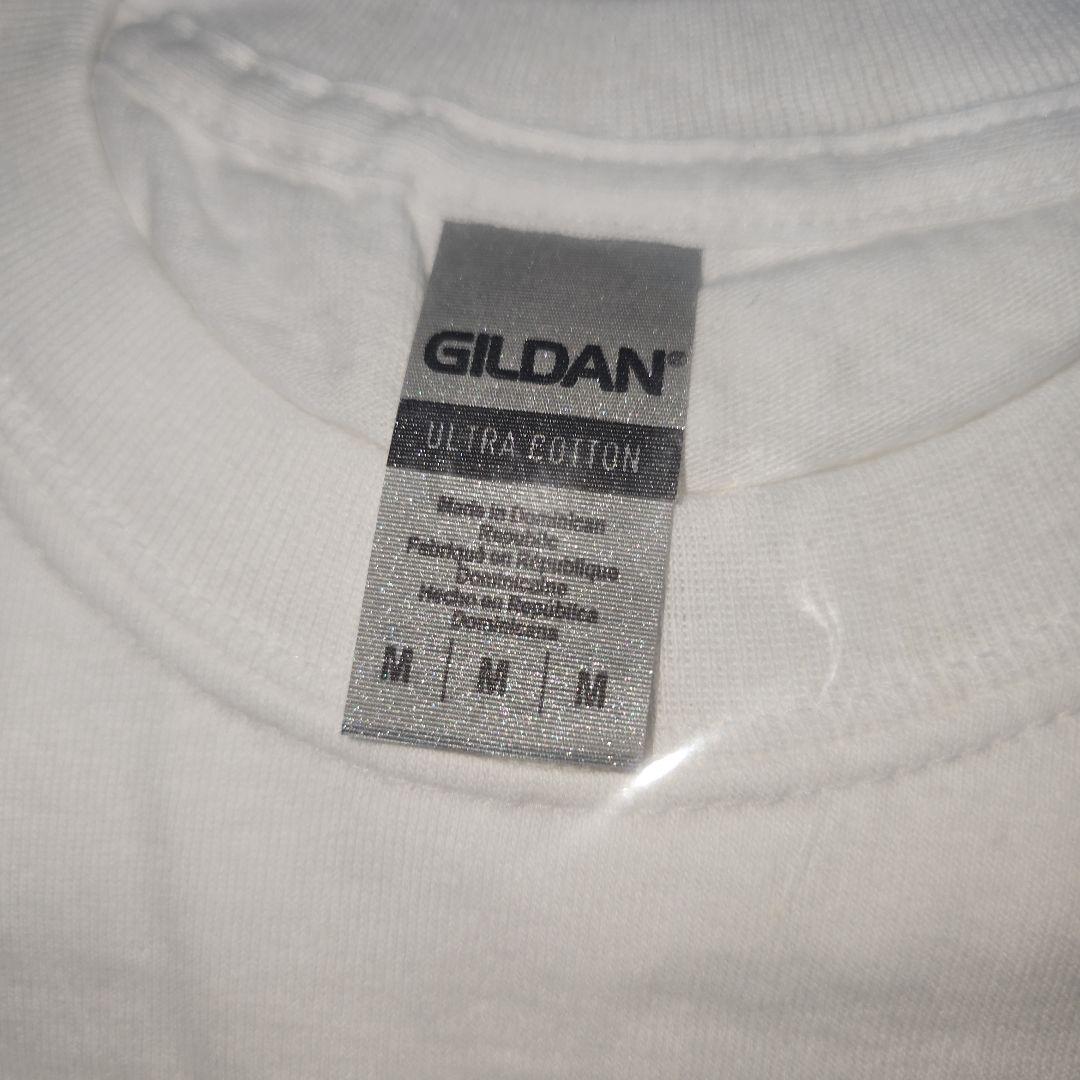 GILDAN®
ULTRA COTTON
Made in Dominican
Republic
Fabriqué en République
Dominicaine
Hecho en República
Dominicana
M | M | M